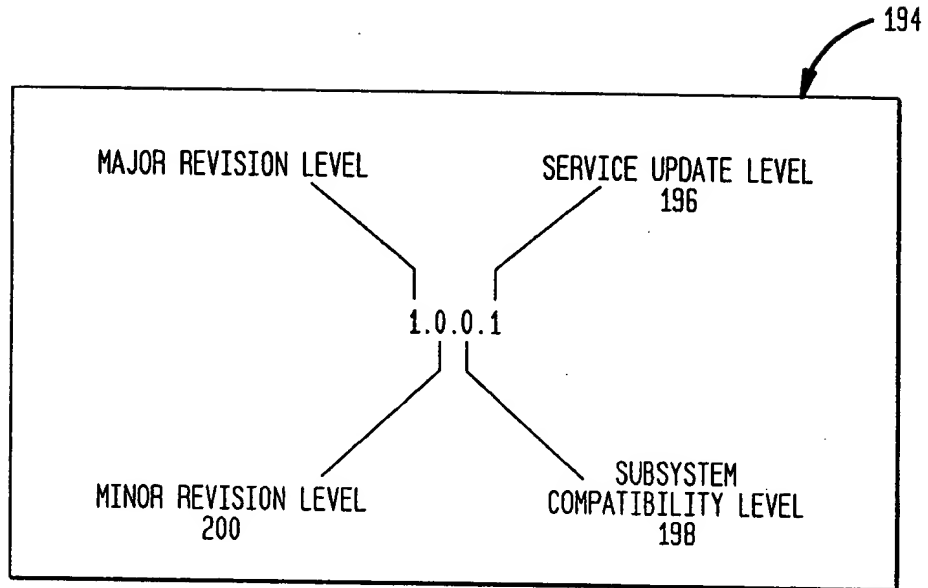 194
MAJOR REVISION LEVEL
SERVICE UPDATE LEVEL
196
1.0.0.1
MINOR REVISION LEVEL
200
SUBSYSTEM
COMPATIBILITY LEVEL
198